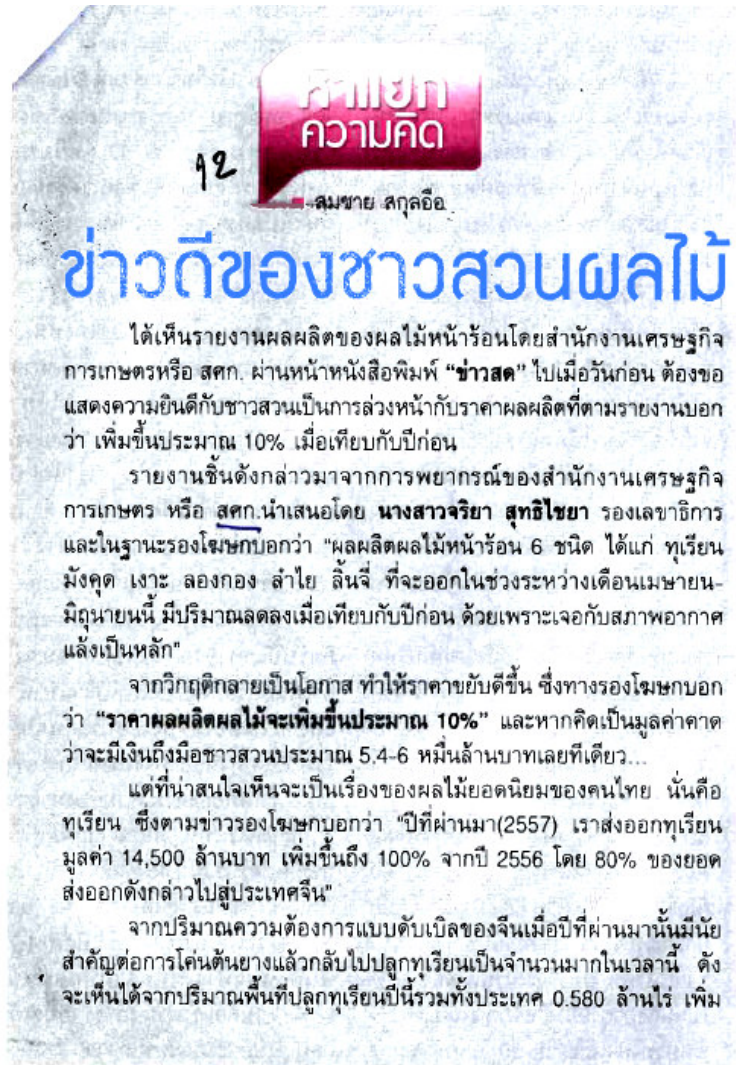 สี่แยก
ความคิด
12
สมชาย สกุลอือ
ข่าวดีของชาวสวนผลไม้
ได้เห็นรายงานผลผลิตของผลไม้หน้าร้อนโดยสำนักงานเศรษฐกิจ
การเกษตรหรือ สศก. ผ่านหน้าหนังสือพิมพ์ “ข่าวสด” ไปเมื่อวันก่อน ต้องขอ
แสดงความยินดีกับชาวสวนเป็นการล่วงหน้ากับราคาผลผลิตที่ตามรายงานบอก
ว่า เพิ่มขึ้นประมาณ 10% เมื่อเทียบกับปีก่อน
รายงานชิ้นดังกล่าวมาจากการพยากรณ์ของสำนักงานเศรษฐกิจ
การเกษตร หรือ สศก.นำเสนอโดย นางสาวจริยา สุทธิไชยา รองเลขาธิการ
และในฐานะรองโฆษกบอกว่า “ผลผลิตผลไม้หน้าร้อน 6 ชนิด ได้แก่ ทุเรียน
มังคุด เงาะ ลองกอง ลำไย ลิ้นจี่ ที่จะออกในช่วงระหว่างเดือนเมษายน-
มิถุนายนนี้ มีปริมาณลดลงเมื่อเทียบกับปีก่อน ด้วยเพราะเจอกับสภาพอากาศ
แล้งเป็นหลัก"
จากวิกฤติกลายเป็นโอกาส ทำให้ราคาขยับดีขึ้น ซึ่งทางรองโฆษกบอก
ว่า “ราคาผลผลิตผลไม้จะเพิ่มขึ้นประมาณ 10%” และหากคิดเป็นมูลค่าคาด
ว่าจะมีเงินถึงมือชาวสวนประมาณ 5.4-6 หมื่นล้านบาทเลยทีเดียว...
แต่ที่น่าสนใจเห็นจะเป็นเรื่องของผลไม้ยอดนิยมของคนไทย นั่นคือ
ทุเรียน ซึ่งตามข่าวรองโฆษกบอกว่า "ปีที่ผ่านมา(2557) เราส่งออกทุเรียน
มูลค่า 14,500 ล้านบาท เพิ่มขึ้นถึง 100% จากปี 2556 โดย 80% ของยอด
ส่งออกดังกล่าวไปสู่ประเทศจีน"
จากปริมาณความต้องการแบบดับเบิลของจีนเมื่อปีที่ผ่านมานั้นมีนัย
สำคัญต่อการโค่นต้นยางแล้วกลับไปปลูกทุเรียนเป็นจำนวนมากในเวลานี้ ดัง
จะเห็นได้จากปริมาณพื้นที่ปลูกทุเรียนปีนี้รวมทั้งประเทศ 0.580 ล้านไร่ เพิ่ม